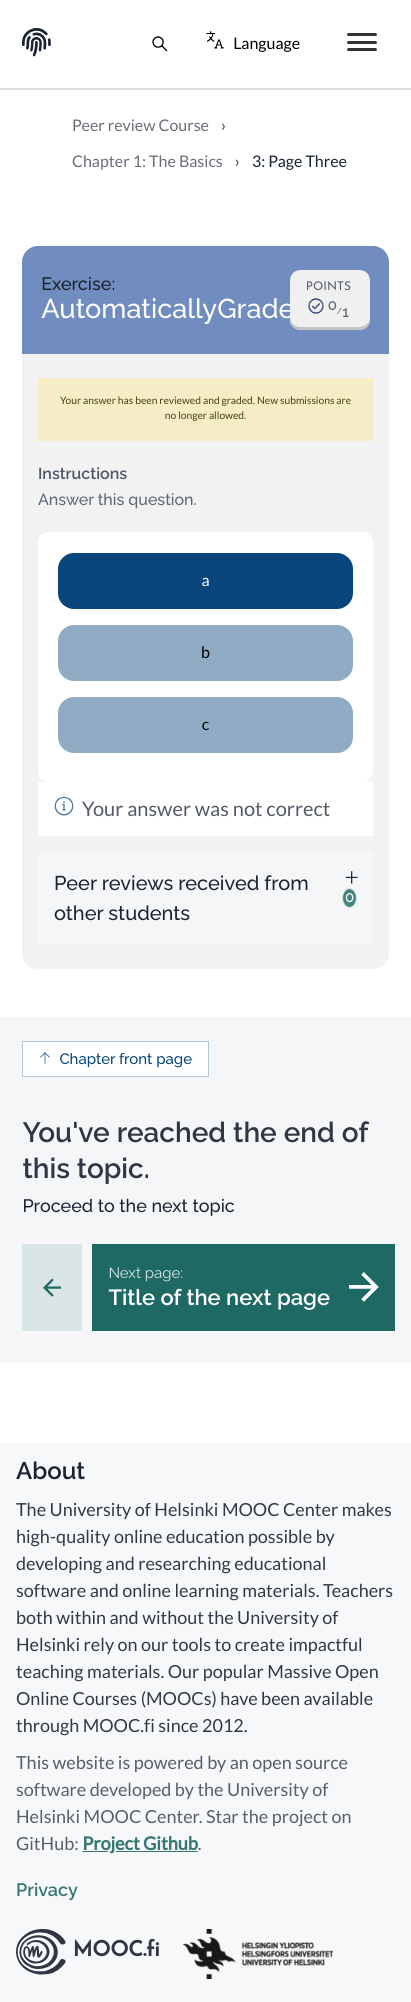 Language
Peer review Course ›
Chapter 1: The Basics › 3: Page Three
Exercise:
AutomaticallyGrade
POINTS
0/1
Your answer has been reviewed and graded. New submissions are
no longer allowed.
Instructions
Answer this question.
a
b
c
Your answer was not correct
Peer reviews received from
other students
+
0
Chapter front page
You've reached the end of
this topic.
Proceed to the next topic
Next page:
Title of the next page
About
The University of Helsinki MOOC Center makes
high-quality online education possible by
developing and researching educational
software and online learning materials. Teachers
both within and without the University of
Helsinki rely on our tools to create impactful
teaching materials. Our popular Massive Open
Online Courses (MOOCs) have been available
through MOOC.fi since 2012.
This website is powered by an open source
software developed by the University of
Helsinki MOOC Center. Star the project on
GitHub: Project Github.
Privacy
MOOC.fi
HELSINGIN YLIOPISTO
HELSINGFORS UNIVERSITET
UNIVERSITY OF HELSINKI